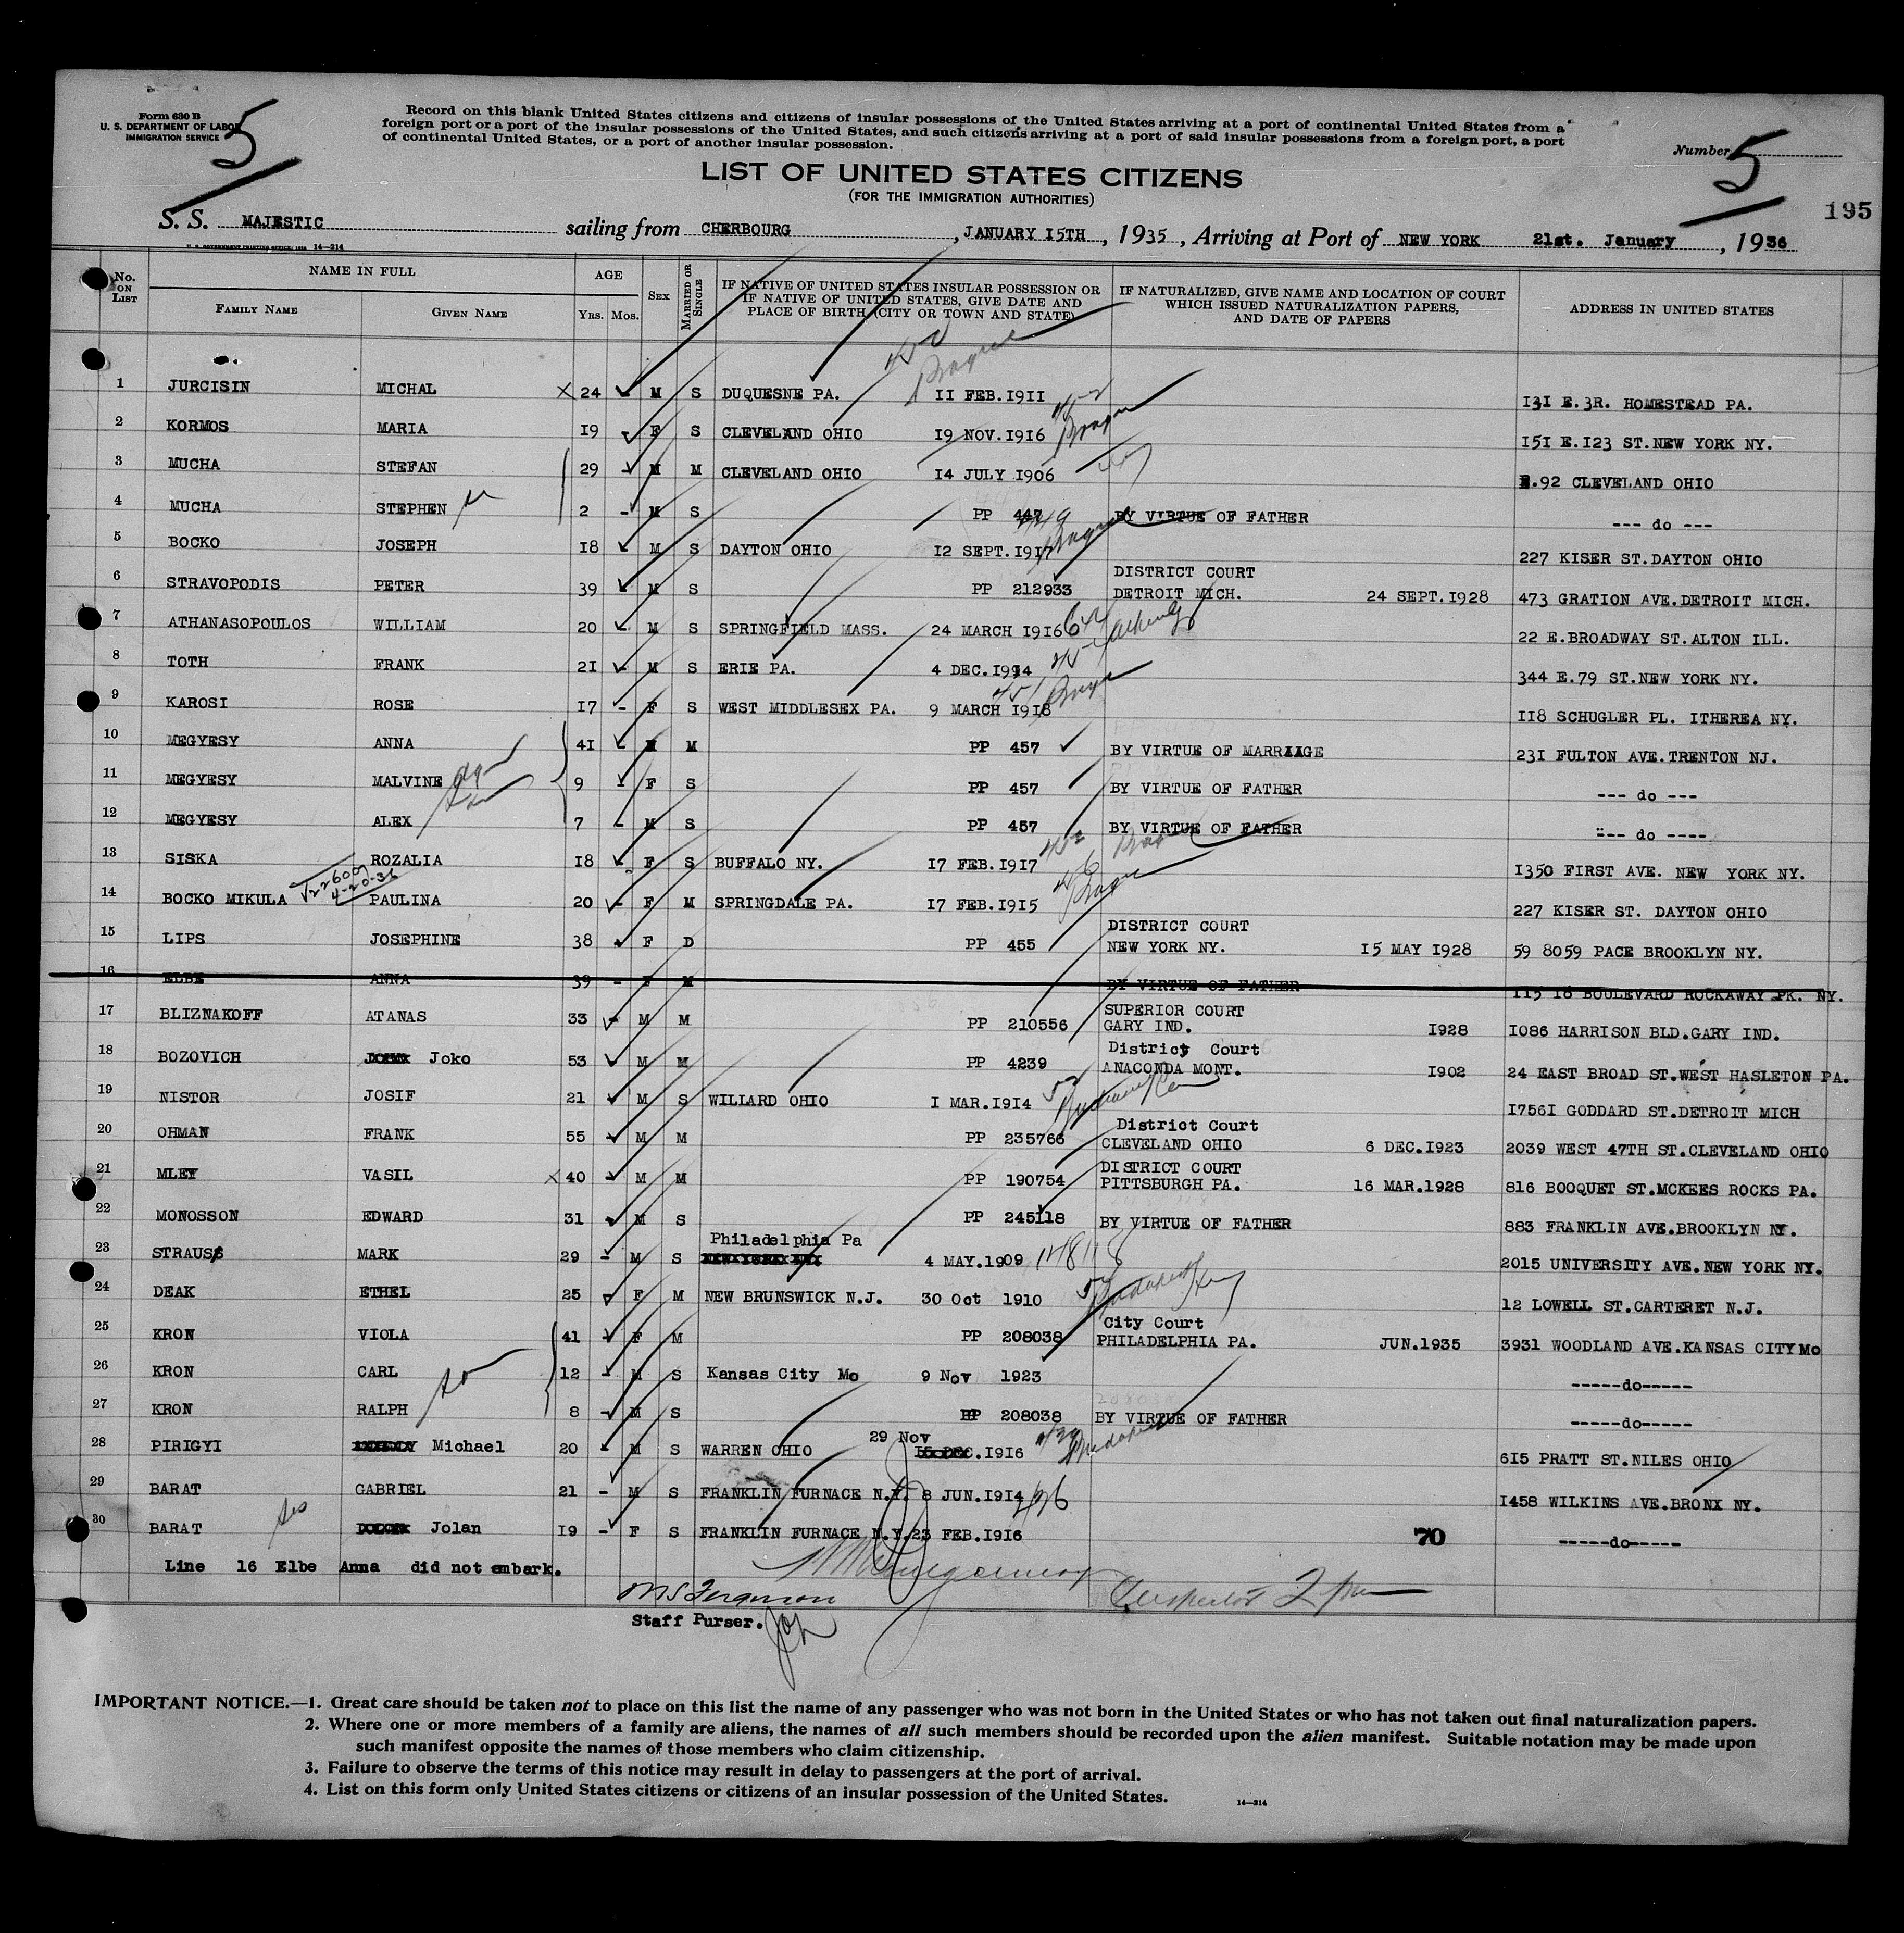 Form 630 B
U. S. DEPARTMENT OF LABOR
IMMIGRATION SERVICE
5
Record on this blank United States citizens and citizens of insular possessions of the United States arriving at a port of continental United States from a
foreign port or a port of the insular possessions of the United States, and such citizens arriving at a port of said insular possessions from a foreign port, a port
of continental United States, or a port of another insular possession.
Number 5
LIST OF UNITED STATES CITIZENS
(FOR THE IMMIGRATION AUTHORITIES)
195
S. S. MAJESTIC sailing from CHERBOURG, JANUARY 15TH, 1935, Arriving at Port of NEW YORK 21st. January, 1936
U. S. GOVERNMENT PRINTING OFFICE: 14—214
No. ON LIST
NAME IN FULL
FAMILY NAME
GIVEN NAME
AGE
Yrs. Mos.
SEX
MARRIED OR SINGLE
IF NATIVE OF UNITED STATES INSULAR POSSESSION OR
IF NATIVE OF UNITED STATES, GIVE DATE AND
PLACE OF BIRTH (CITY OR TOWN AND STATE)
IF NATURALIZED, GIVE NAME AND LOCATION OF COURT
WHICH ISSUED NATURALIZATION PAPERS,
AND DATE OF PAPERS
ADDRESS IN UNITED STATES
1 JURCISIN MICHAL 24 M S DUQUESNE PA. 11 FEB.1911 131 E.3R. HOMESTEAD PA.
2 KORMOS MARIA 19 F S CLEVELAND OHIO 19 NOV.1916 151 E.123 ST.NEW YORK NY.
3 MUCHA STEFAN 29 M M CLEVELAND OHIO 14 JULY 1906 E.92 CLEVELAND OHIO
4 MUCHA STEPHEN 2 - M S PP 447 449 BY VIRTUE OF FATHER --- do ---
5 BOCKO JOSEPH 18 M S DAYTON OHIO 12 SEPT.1917 Prague 227 KISER ST.DAYTON OHIO
6 STRAVOPODIS PETER 39 M S PP 212933 DISTRICT COURT
DETROIT MICH. 24 SEPT.1928 473 GRATION AVE.DETROIT MICH.
7 ATHANASOPOULOS WILLIAM 20 M S SPRINGFIELD MASS. 24 MARCH 1916 22 E.BROADWAY ST.ALTON ILL.
8 TOTH FRANK 21 M S ERIE PA. 4 DEC.1914 344 E.79 ST.NEW YORK NY.
9 KAROSI ROSE 17 - F S WEST MIDDLESEX PA. 9 MARCH 1918 451 Prague 118 SCHUGLER PL. ITHEREA NY.
10 MEGYESY ANNA 41 M PP 457 BY VIRTUE OF MARRIAGE 231 FULTON AVE.TRENTON NJ.
11 MEGYESY MALVINE 9 F S PP 457 BY VIRTUE OF FATHER --- do ---
12 MEGYESY ALEX 7 - M S PP 457 BY VIRTUE OF FATHER --- do ----
13 SISKA ROZALIA 18 F S BUFFALO NY. 17 FEB.1917 452 Prague 1350 FIRST AVE. NEW YORK NY.
14 BOCKO MIKULA 4-20-36 PAULINA 20 F M SPRINGDALE PA. 17 FEB.1915 Prague 227 KISER ST. DAYTON OHIO
15 LIPS JOSEPHINE 38 F D PP 455 DISTRICT COURT
NEW YORK NY. 15 MAY 1928 59 8059 PACE BROOKLYN NY.
16 ELBE ANNA 39 - F M BY VIRTUE OF FATHER 115 18 BOULEVARD ROCKAWAY PK. NY.
17 BLIZNAKOFF ATANAS 33 M M PP 210556 SUPERIOR COURT
GARY IND. 1928 1086 HARRISON BLD.GARY IND.
18 BOZOVICH Joko 53 M M PP 4239 District Court
ANACONDA MONT. 1902 24 EAST BROAD ST.WEST HASLETON PA.
19 NISTOR JOSIF 21 M S WILLARD OHIO 1 MAR.1914 17561 GODDARD ST.DETROIT MICH
20 OHMAN FRANK 55 M M PP 235766 District Court
CLEVELAND OHIO 6 DEC.1923 2039 WEST 47TH ST.CLEVELAND OHIO
21 MLEY VASIL 40 M M PP 190754 DISTRICT COURT
PITTSBURGH PA. 16 MAR.1928 816 BOOQUET ST.MCKEES ROCKS PA.
22 MONOSSON EDWARD 31 M S PP 245118 BY VIRTUE OF FATHER 883 FRANKLIN AVE.BROOKLYN NY.
Philadelphia Pa
23 STRAUSS MARK 29 - M S 4 MAY.1909 2015 UNIVERSITY AVE.NEW YORK NY.
24 DEAK ETHEL 25 F M NEW BRUNSWICK N.J. 30 Oct 1910 Budapest 12 LOWELL ST.CARTERET N.J.
25 KRON VIOLA 41 F M PP 208038 City Court
PHILADELPHIA PA. JUN.1935 3931 WOODLAND AVE.KANSAS CITY Mo
26 KRON CARL 12 - M S Kansas City Mo 9 Nov 1923 -----do-----
27 KRON RALPH 8 - M S PP 208038 BY VIRTUE OF FATHER -----do-----
28 PIRIGYI Michael 20 - M S WARREN OHIO 29 Nov 1916 Budapest 615 PRATT ST.NILES OHIO
29 BARAT GABRIEL 21 - M S FRANKLIN FURNACE N.Y. 8 JUN.1914 1458 WILKINS AVE.BRONX NY.
30 BARAT Jolan 19 - F S FRANKLIN FURNACE N.Y. 23 FEB.1916 70 -----do-----
Line 16 Elbe Anna did not embark.
Staff Purser.
Inspector
IMPORTANT NOTICE.—1. Great care should be taken not to place on this list the name of any passenger who was not born in the United States or who has not taken out final naturalization papers.
2. Where one or more members of a family are aliens, the names of all such members should be recorded upon the alien manifest. Suitable notation may be made upon
such manifest opposite the names of those members who claim citizenship.
3. Failure to observe the terms of this notice may result in delay to passengers at the port of arrival.
4. List on this form only United States citizens or citizens of an insular possession of the United States.
14—214